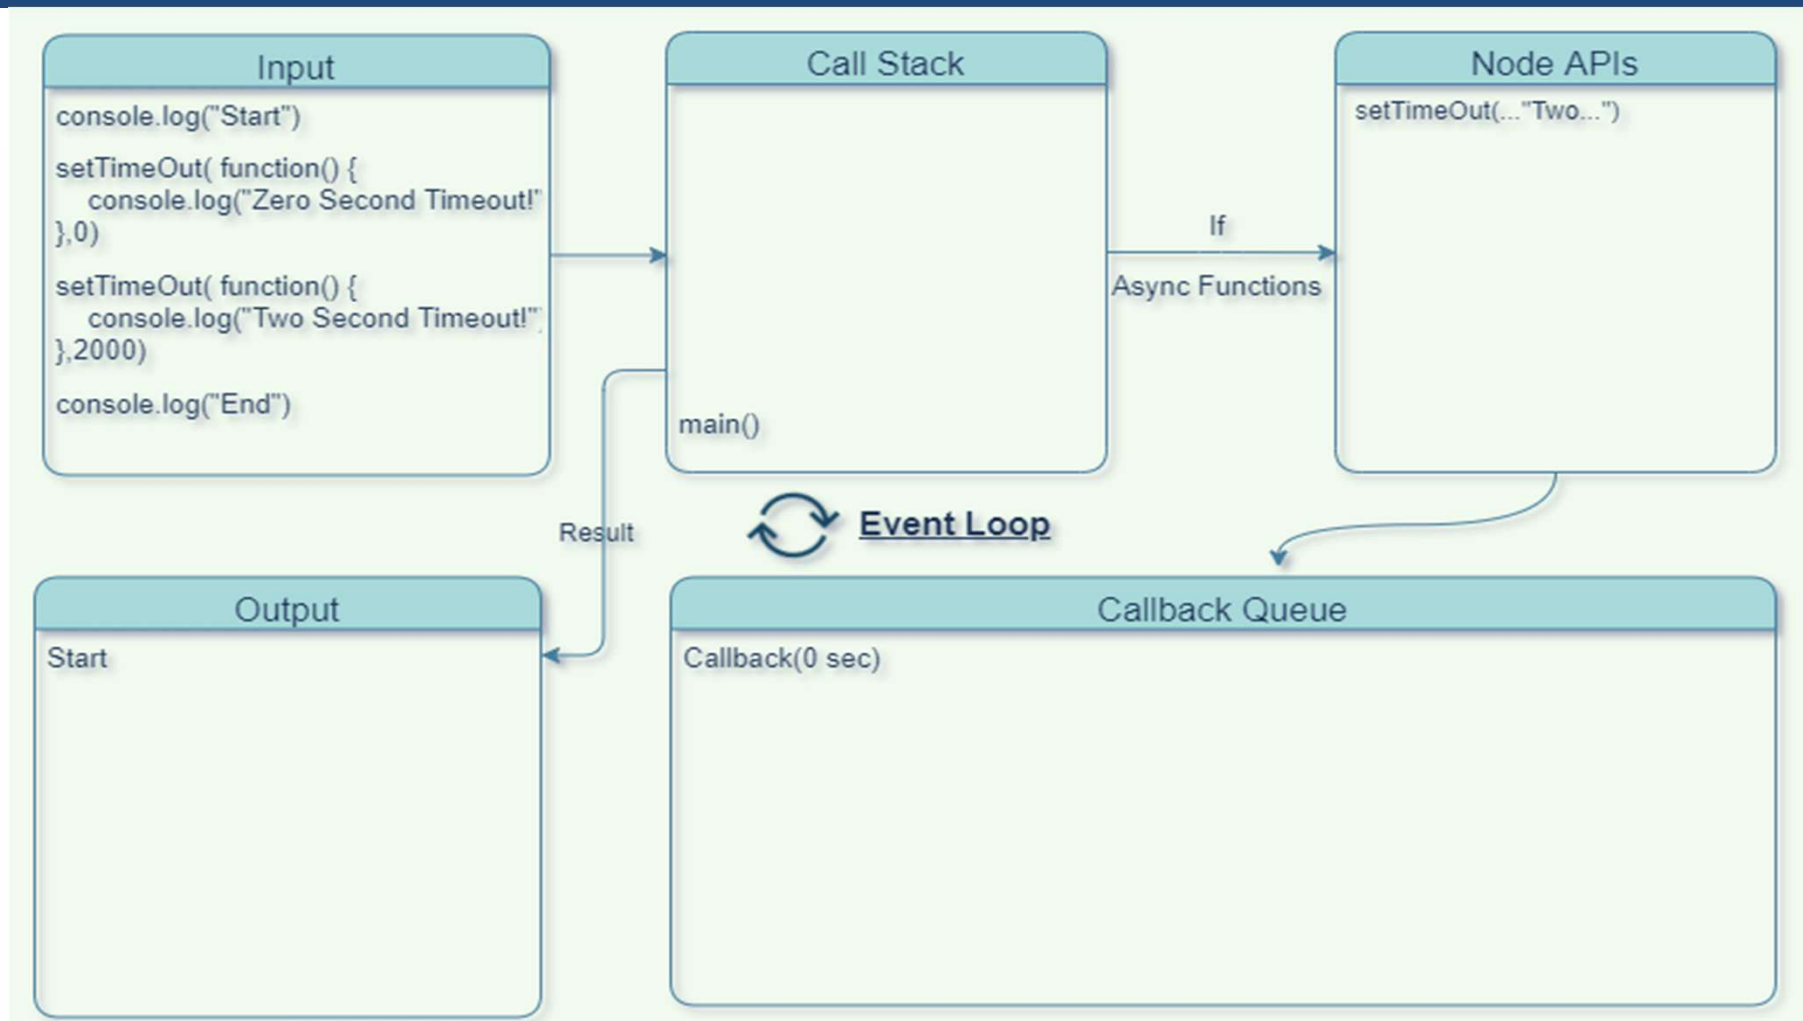 Input
console.log("Start")
setTimeOut( function() {
console.log("Zero Second Timeout!"
},0)
setTimeOut( function() {
console.log("Two Second Timeout!"
},2000)
console.log("End")
Call Stack
main()
If
Async Functions
Node APIs
setTimeOut(..."Two...")
Result
Event Loop
Output
Start
Callback Queue
Callback(0 sec)